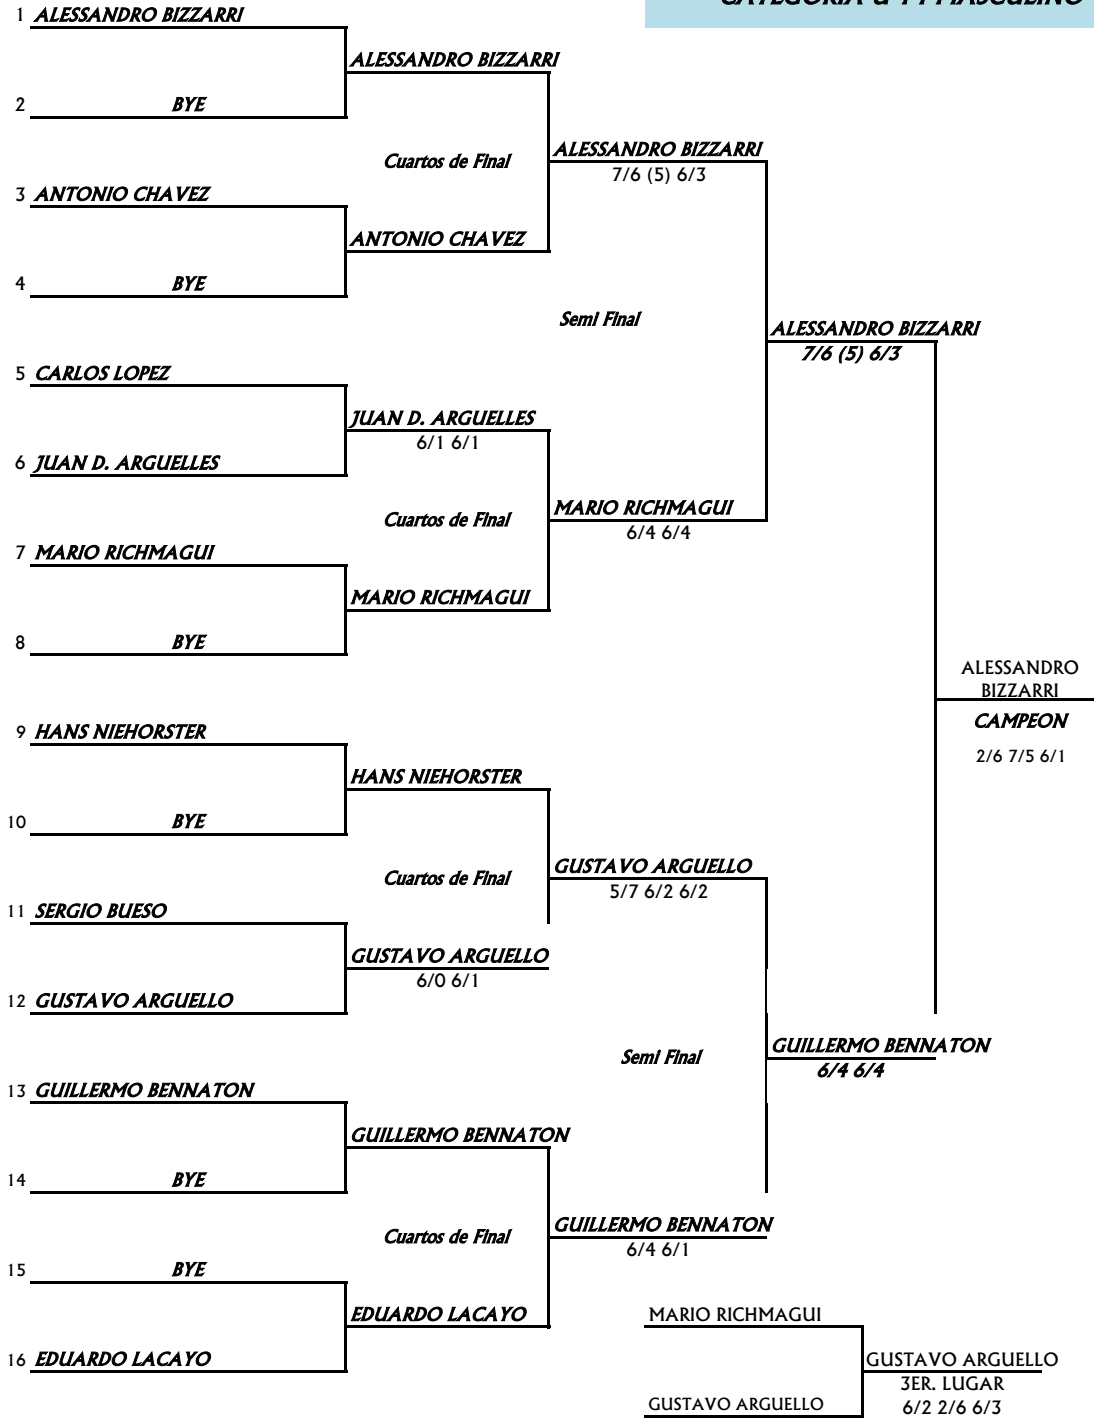 CATEGORIA
MASCULINO
1 ALESSANDRO BIZZARRI
ALESSANDRO BIZZARRI
2 BYE
Cuartos de Final
ALESSANDRO BIZZARRI
7/6 (5) 6/3
3 ANTONIO CHAVEZ
ANTONIO CHAVEZ
4 BYE
Semi Final
ALESSANDRO BIZZARRI
7/6 (5) 6/3
5 CARLOS LOPEZ
JUAN D. ARGUELLES
6/1 6/1
6 JUAN D. ARGUELLES
Cuartos de Final
MARIO RICHMAGUI
6/4 6/4
7 MARIO RICHMAGUI
MARIO RICHMAGUI
8 BYE
ALESSANDRO
BIZZARRI
CAMPEON
2/6 7/5 6/1
9 HANS NIEHORSTER
HANS NIEHORSTER
10 BYE
Cuartos de Final
GUSTAVO ARGUELLO
5/7 6/2 6/2
11 SERGIO BUESO
GUSTAVO ARGUELLO
6/0 6/1
12 GUSTAVO ARGUELLO
Semi Final
GUILLERMO BENNATON
6/4 6/4
13 GUILLERMO BENNATON
GUILLERMO BENNATON
14 BYE
Cuartos de Final
GUILLERMO BENNATON
6/4 6/1
15 BYE
EDUARDO LACAYO
16 EDUARDO LACAYO
MARIO RICHMAGUI
GUSTAVO ARGUELLO
3ER. LUGAR
6/2 2/6 6/3
GUSTAVO ARGUELLO